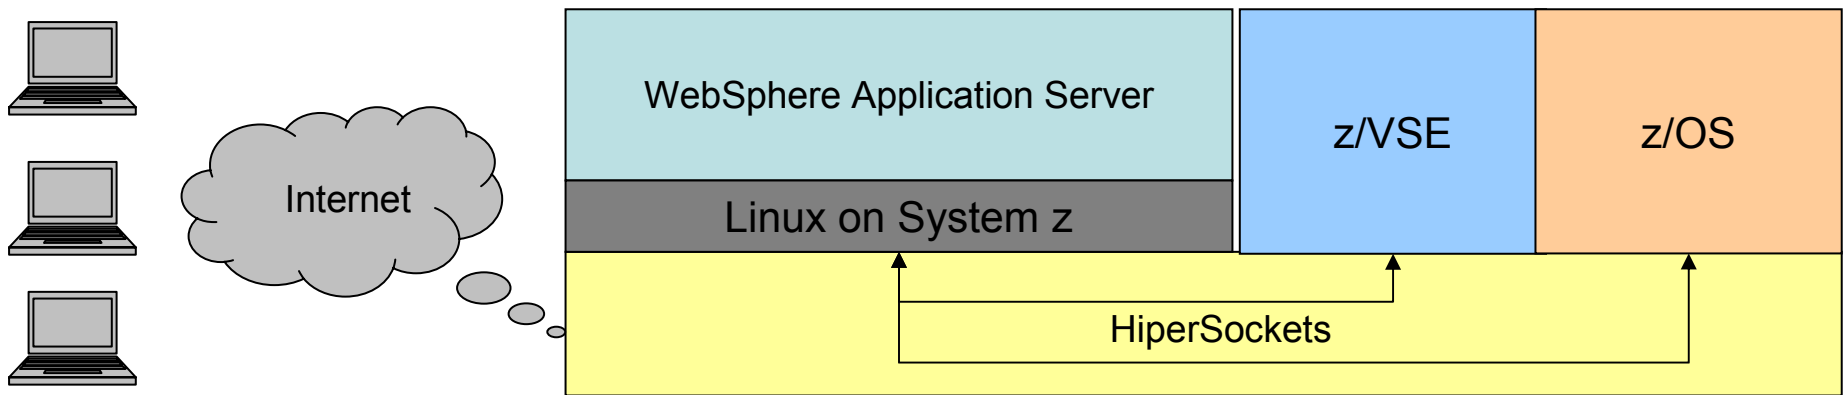 WebSphere Application Server
z/VSE
z/OS
Internet
Linux on System z
HiperSockets